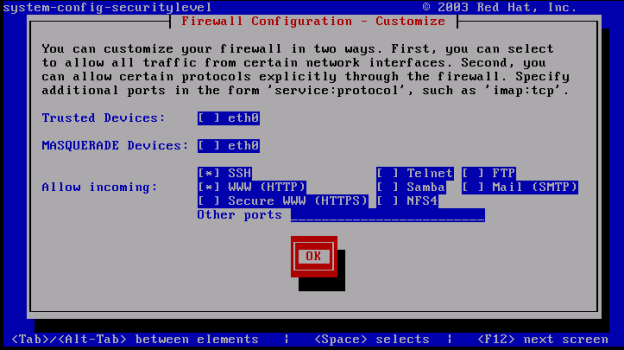 system-config-securitylevel © 2003 Red Hat, Inc.
Firewall Configuration - Customize
You can customize your firewall in two ways. First, you can select
to allow all traffic from certain network interfaces. Second, you
can allow certain protocols explicitly through the firewall. Specify
additional ports in the form 'service:protocol', such as 'imap:tcp'.
Trusted Devices: [ ] eth0
MASQUERADE Devices: [ ] eth0
[*] SSH [ ] Telnet [ ] FTP
Allow incoming: [*] WWW (HTTP) [ ] Samba [ ] Mail (SMTP)
[ ] Secure WWW (HTTPS) [ ] NFS4
Other ports _________________________
OK
<Tab>/<Alt-Tab> between elements | <Space> selects | <F12> next screen